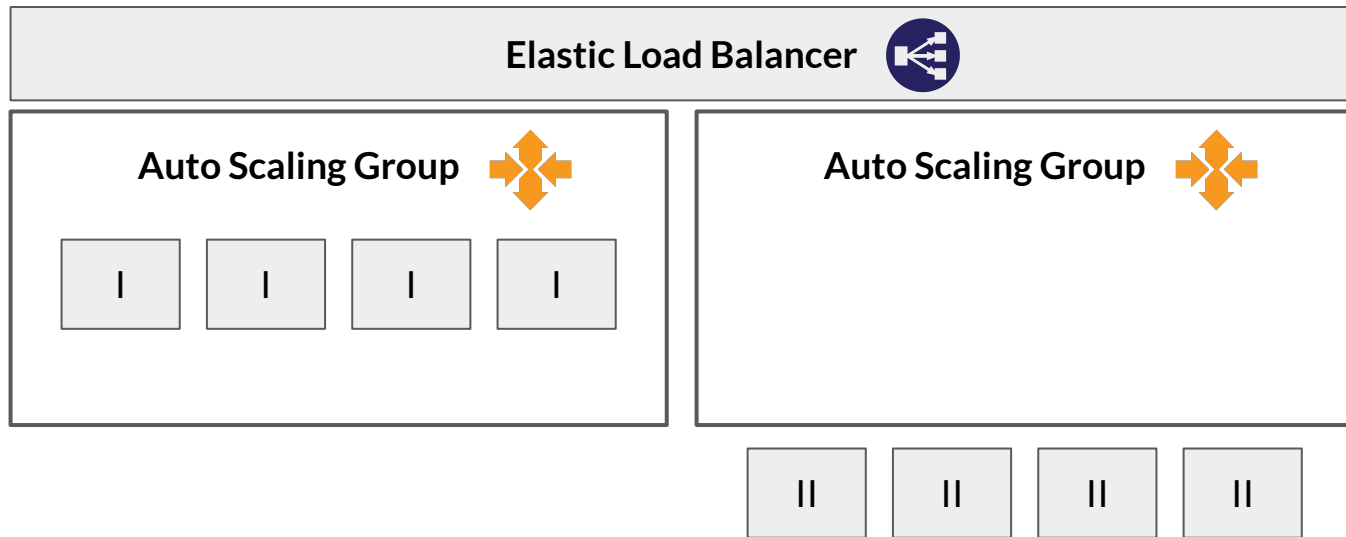 Elastic Load Balancer
Auto Scaling Group
Auto Scaling Group
I I I I
II II II II